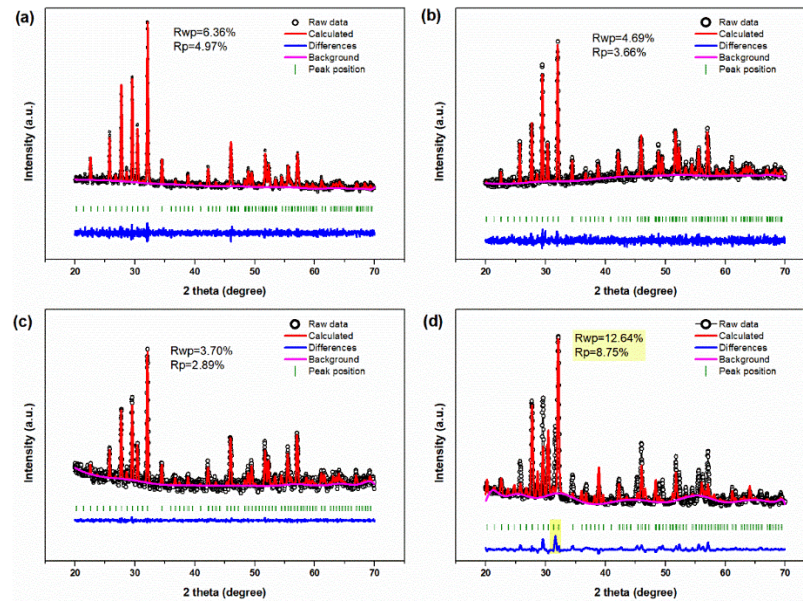 (a)
Rwp=6.36%
Rp=4.97%
Raw data
Calculated
Differences
Background
Peak position
Intensity (a.u.)
20 30 40 50 60 70
2 theta (degree)
(b)
Rwp=4.69%
Rp=3.66%
Raw data
Calculated
Differences
Background
Peak position
Intensity (a.u.)
20 30 40 50 60 70
2 theta (degree)
(c)
Rwp=3.70%
Rp=2.89%
Raw data
Calculated
Differences
Background
Peak position
Intensity (a.u.)
20 30 40 50 60 70
2 theta (degree)
(d)
Rwp=12.64%
Rp=8.75%
Raw data
Calculated
Differences
Background
Peak position
Intensity (a.u.)
20 30 40 50 60 70
2 theta (degree)